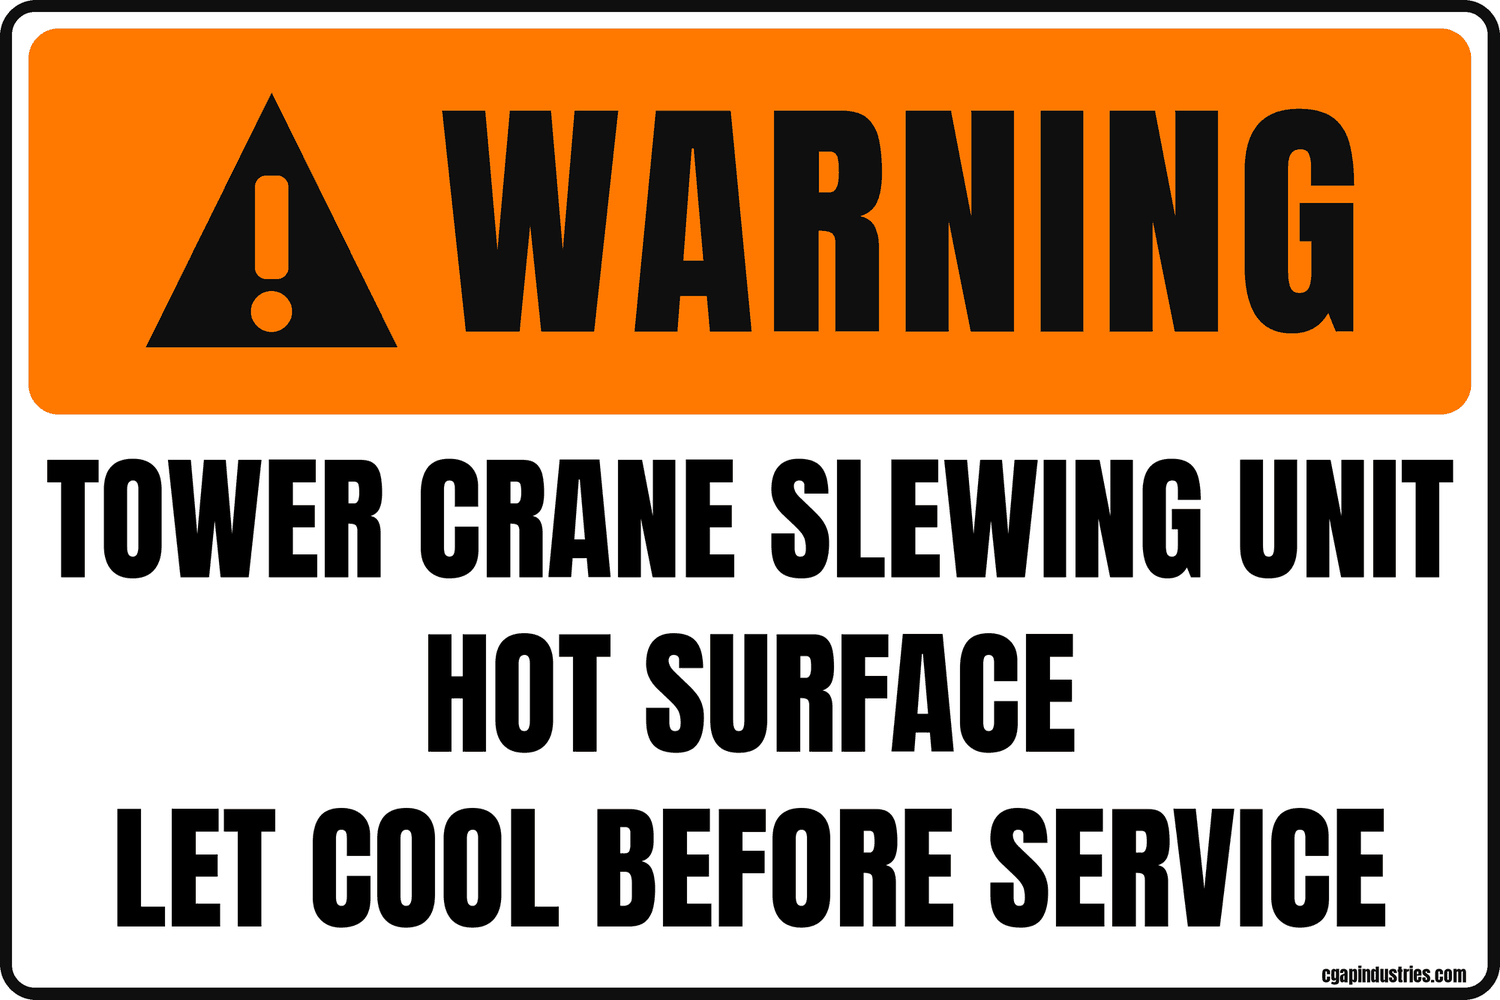 WARNING
TOWER CRANE SLEWING UNIT
HOT SURFACE
LET COOL BEFORE SERVICE
cgapindustries.com